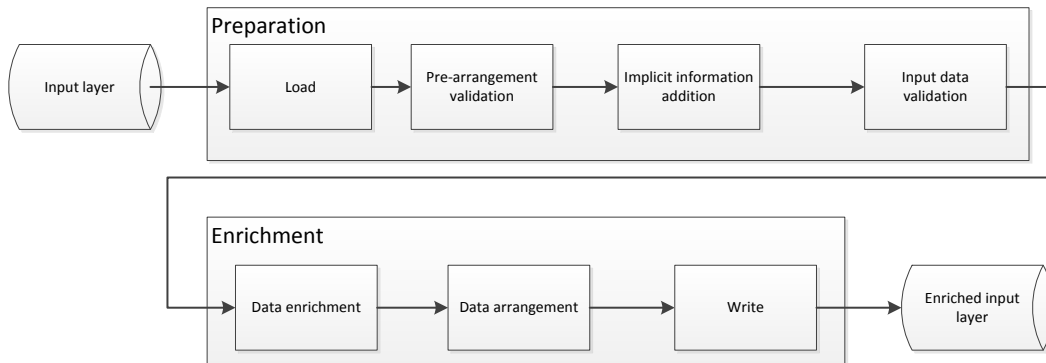 Preparation
Input layer
Load
Pre-arrangement
validation
Implicit information
addition
Input data
validation
Enrichment
Data enrichment
Data arrangement
Write
Enriched input
layer